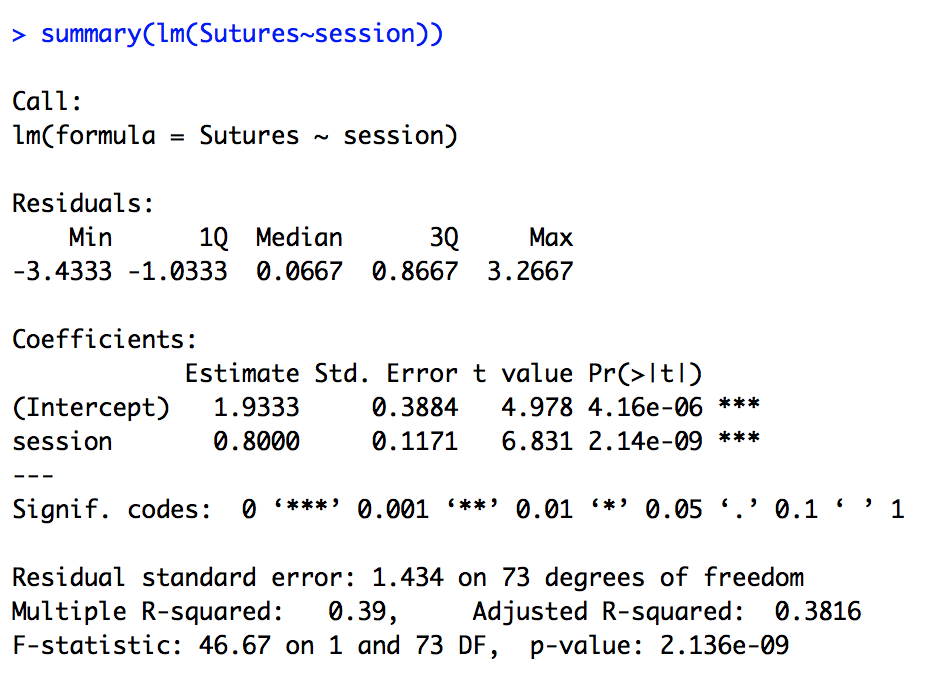 > summary(lm(Sutures~session))
Call:
lm(formula = Sutures ~ session)
Residuals:
    Min      1Q  Median      3Q     Max
-3.4333 -1.0333  0.0667  0.8667  3.2667
Coefficients:
            Estimate Std. Error t value Pr(>|t|)
(Intercept)   1.9333     0.3884   4.978 4.16e-06 ***
session       0.8000     0.1171   6.831 2.14e-09 ***
---
Signif. codes:  0 ‘***’ 0.001 ‘**’ 0.01 ‘*’ 0.05 ‘.’ 0.1 ‘ ’ 1
Residual standard error: 1.434 on 73 degrees of freedom
Multiple R-squared:   0.39,	Adjusted R-squared:  0.3816
F-statistic: 46.67 on 1 and 73 DF,  p-value: 2.136e-09